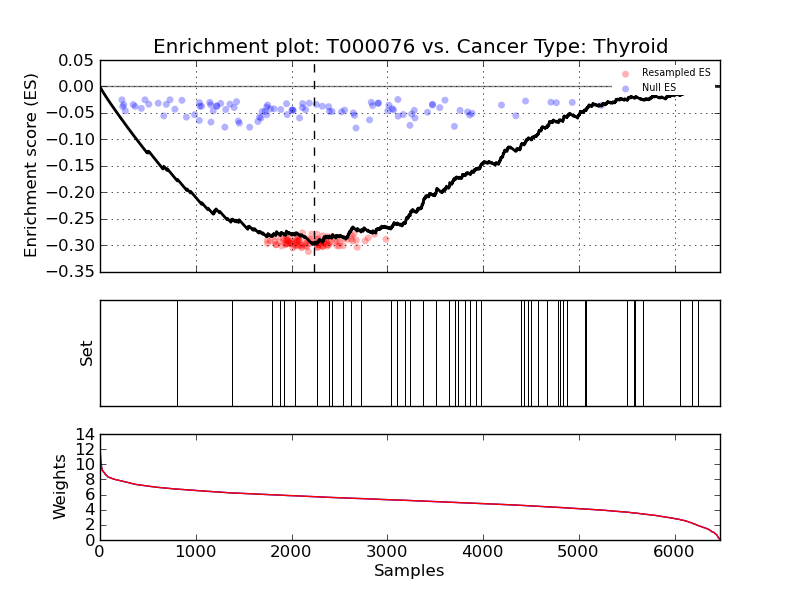 Enrichment plot: T000076 vs. Cancer Type: Thyroid
Enrichment score (ES)
0.05
0.00
−0.05
−0.10
−0.15
−0.20
−0.25
−0.30
−0.35
Resampled ES
Null ES
Set
Weights
14
12
10
8
6
4
2
0
0 1000 2000 3000 4000 5000 6000
Samples